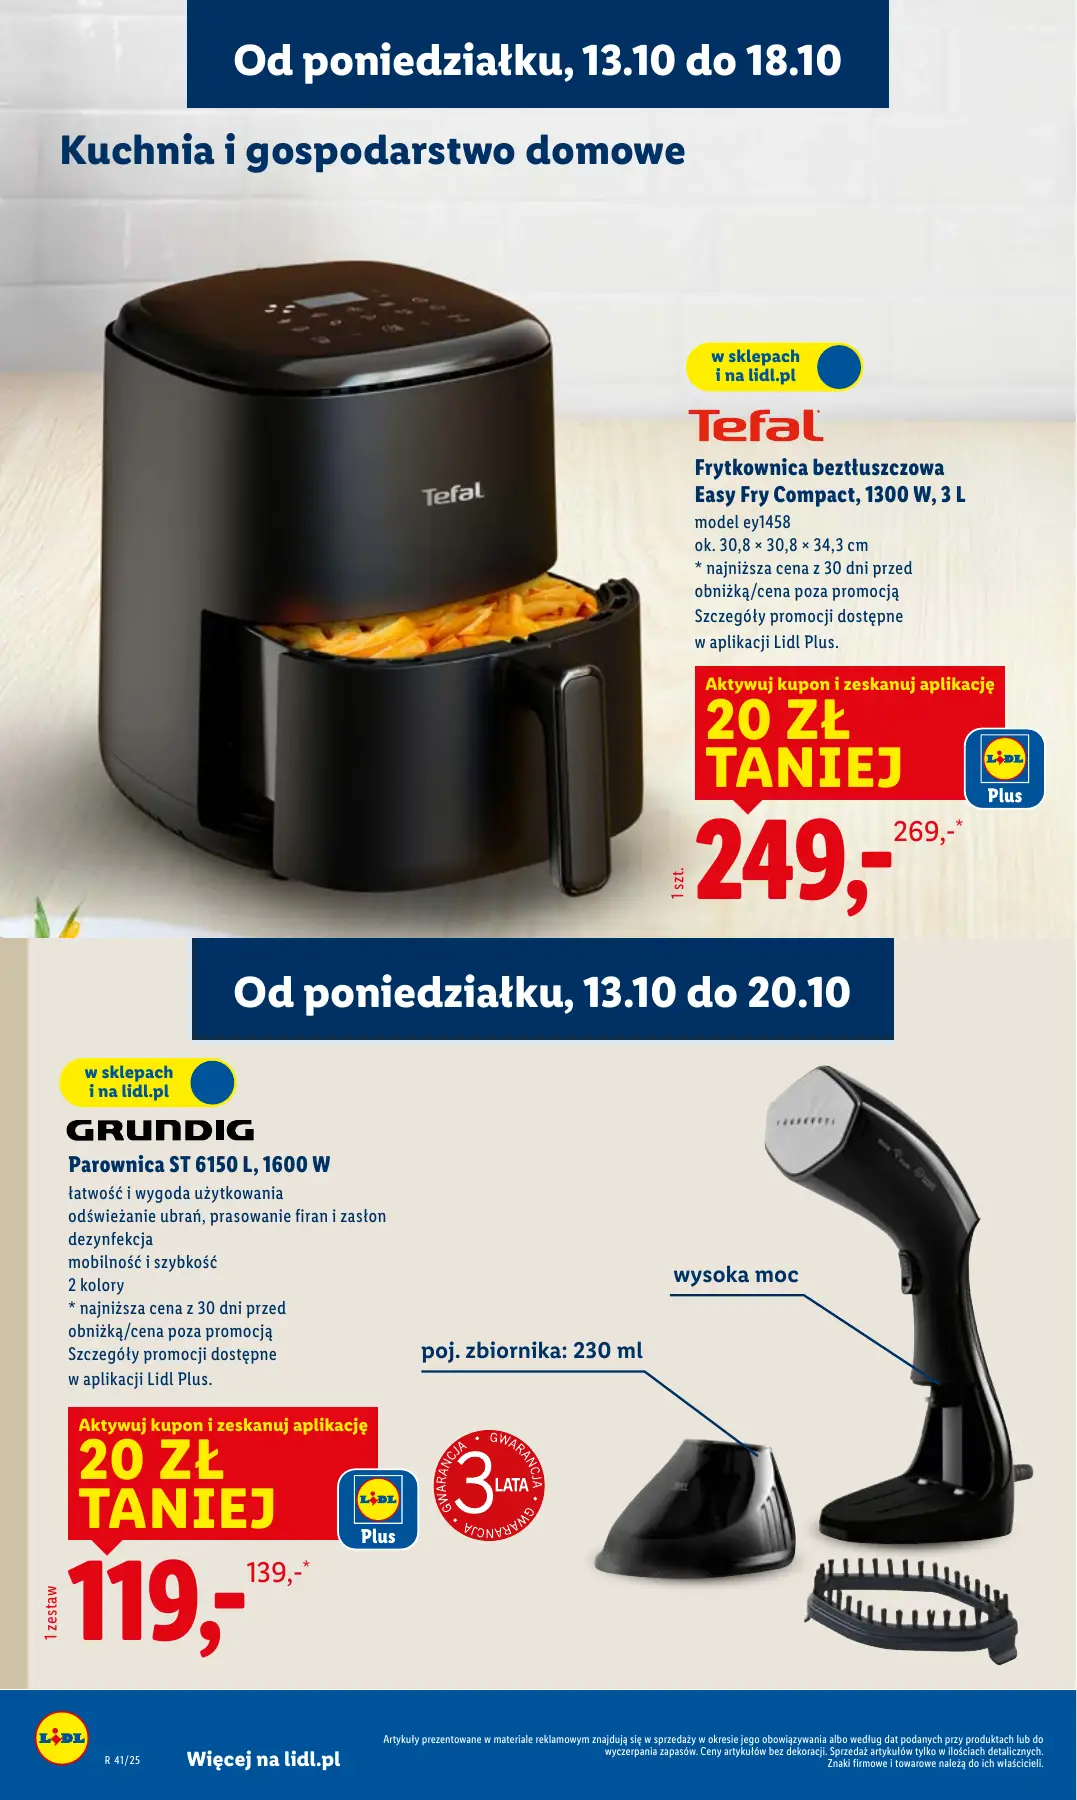 Od poniedziałku, 13.10 do 18.10
Kuchnia i gospodarstwo domowe
w sklepach
i na lidl.pl
Tefal
Tefal
Frytkownica beztłuszczowa
Easy Fry Compact, 1300 W, 3 L
model ey1458
ok. 30,8 × 30,8 × 34,3 cm
* najniższa cena z 30 dni przed
obniżką/cena poza promocją
Szczegóły promocji dostępne
w aplikacji Lidl Plus.
Aktywuj kupon i zeskanuj aplikację
20 ZŁ
TANIEJ
LIDL
Plus
1 szt.
249,-
269,-*
Od poniedziałku, 13.10 do 20.10
w sklepach
i na lidl.pl
GRUNDIG
Parownica ST 6150 L, 1600 W
łatwość i wygoda użytkowania
odświeżanie ubrań, prasowanie firan i zasłon
dezynfekcja
mobilność i szybkość
2 kolory
* najniższa cena z 30 dni przed
obniżką/cena poza promocją
Szczegóły promocji dostępne
w aplikacji Lidl Plus.
wysoka moc
poj. zbiornika: 230 ml
Aktywuj kupon i zeskanuj aplikację
20 ZŁ
TANIEJ
LIDL
Plus
GWARANCJA • GWARANCJA • GWARANCJA •
3 LATA
1 zestaw
119,-
139,-*
LIDL
R 41/25
Więcej na lidl.pl
Artykuły prezentowane w materiale reklamowym znajdują się w sprzedaży w okresie jego obowiązywania albo według dat podanych przy produktach lub do
wyczerpania zapasów. Ceny artykułów bez dekoracji. Sprzedaż artykułów tylko w ilościach detalicznych.
Znaki firmowe i towarowe należą do ich właścicieli.